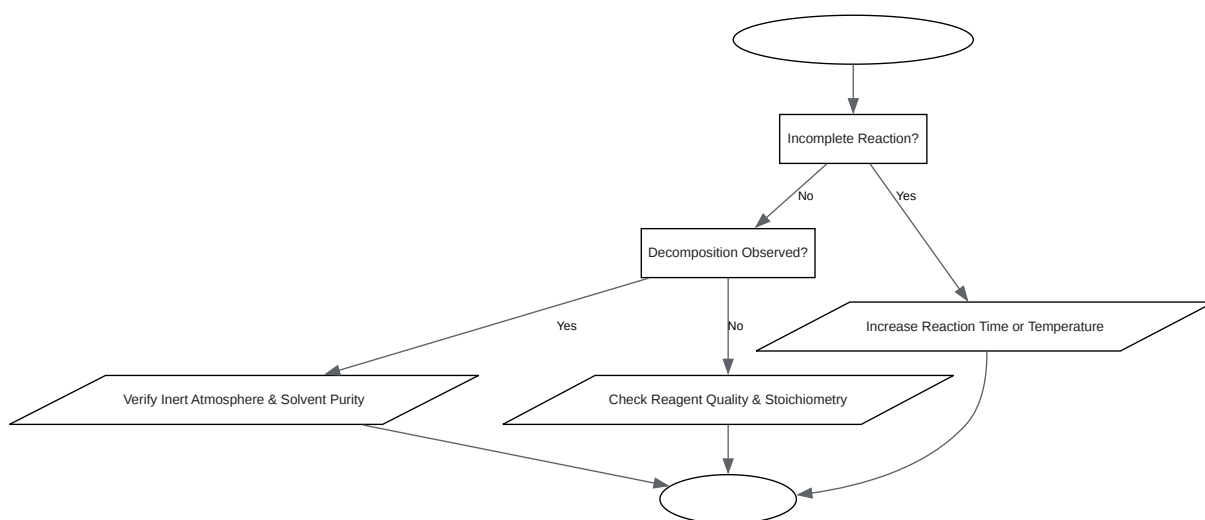 Incomplete Reaction?
No
Yes
Decomposition Observed?
Yes
No
Increase Reaction Time or Temperature
Verify Inert Atmosphere & Solvent Purity
Check Reagent Quality & Stoichiometry